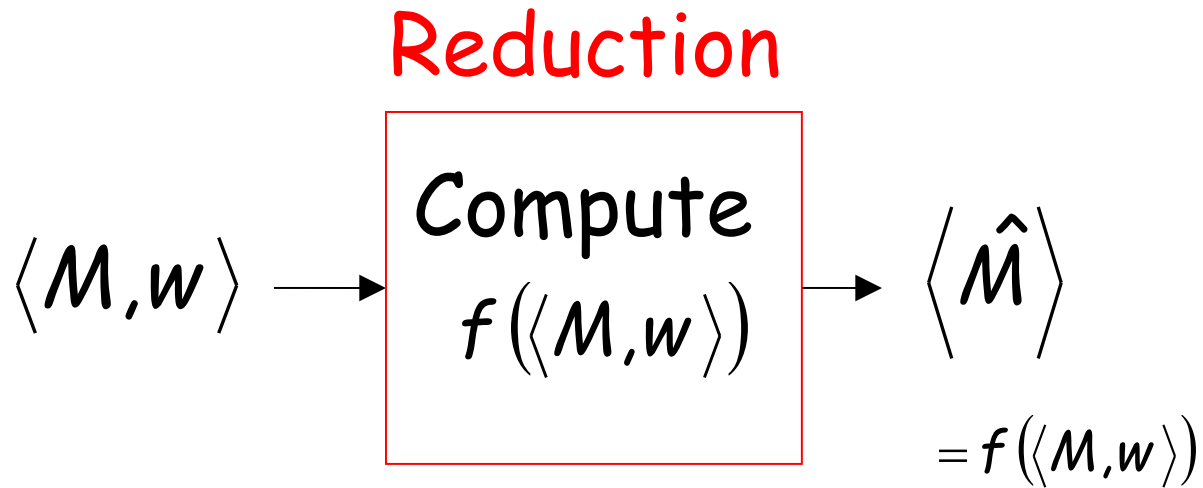 Reduction
Compute
⟨M,w⟩
f(⟨M,w⟩)
⟨M̂⟩
= f(⟨M,w⟩)